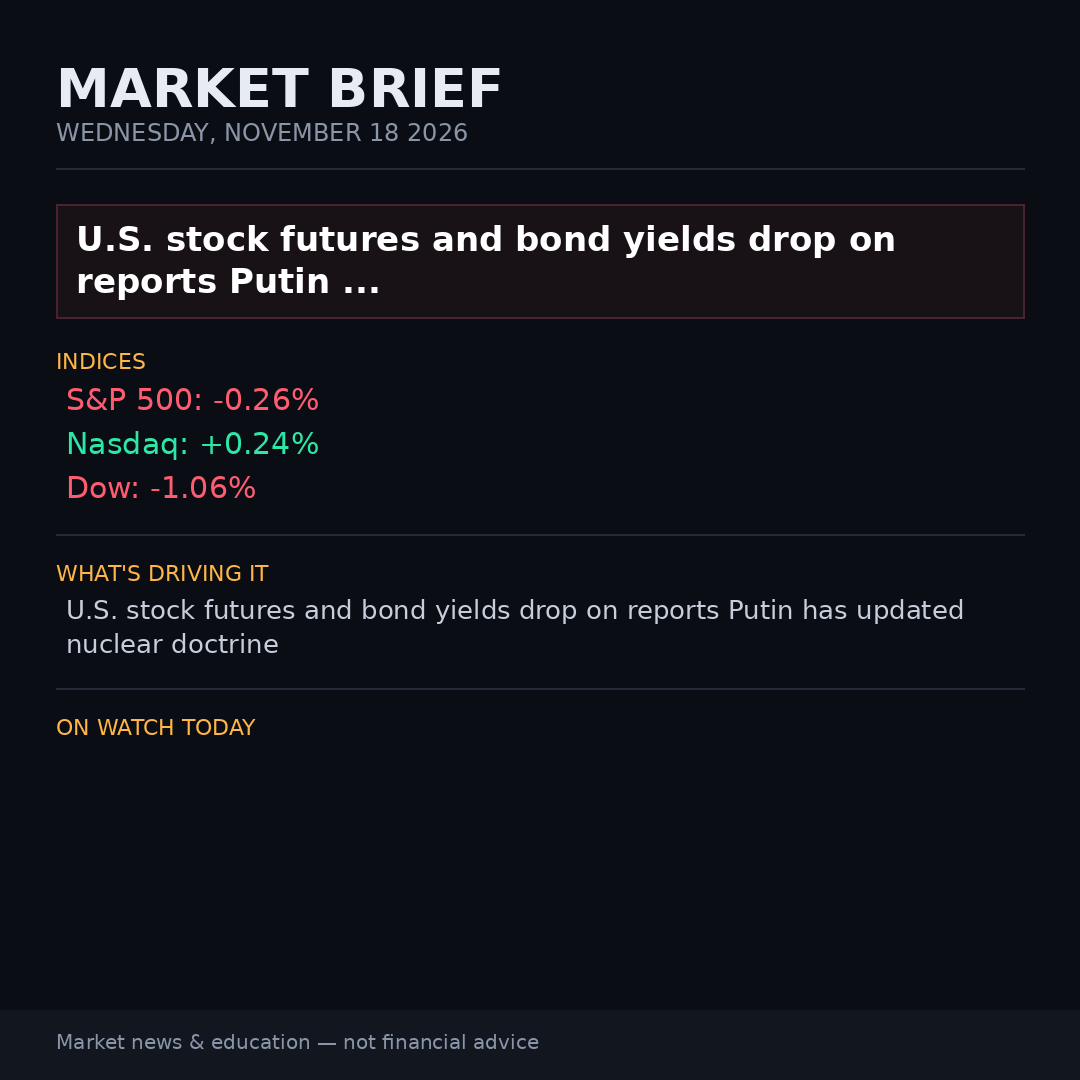 MARKET BRIEF
WEDNESDAY, NOVEMBER 18 2026
U.S. stock futures and bond yields drop on
reports Putin ...
INDICES
S&P 500: -0.26%
Nasdaq: +0.24%
Dow: -1.06%
WHAT'S DRIVING IT
U.S. stock futures and bond yields drop on reports Putin has updated
nuclear doctrine
ON WATCH TODAY
Market news & education — not financial advice